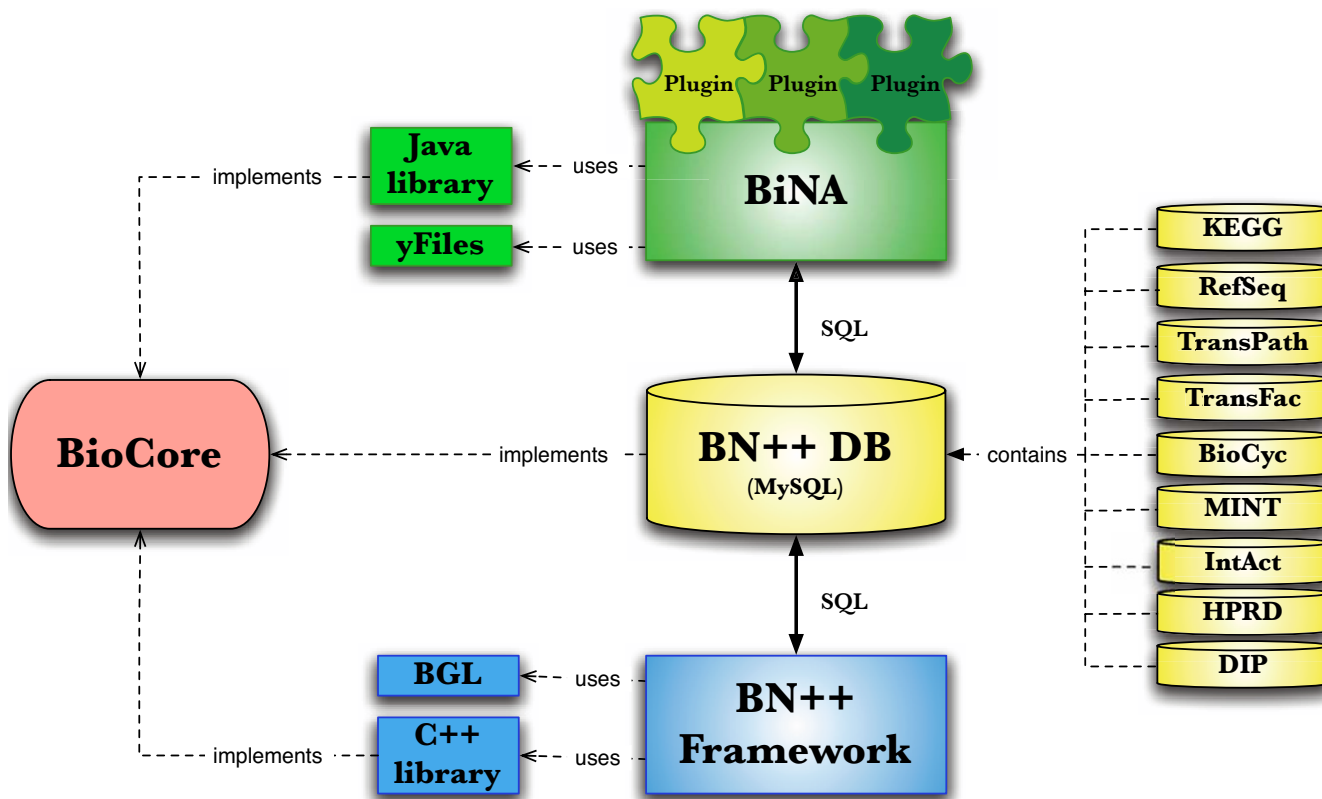 Plugin Plugin Plugin
Java
library
implements
uses
BiNA
yFiles
uses
KEGG
RefSeq
SQL
TransPath
TransFac
BioCore
implements
BN++ DB
(MySQL)
contains
BioCyc
MINT
IntAct
SQL
HPRD
DIP
BGL
uses
BN++
Framework
C++
library
implements
uses